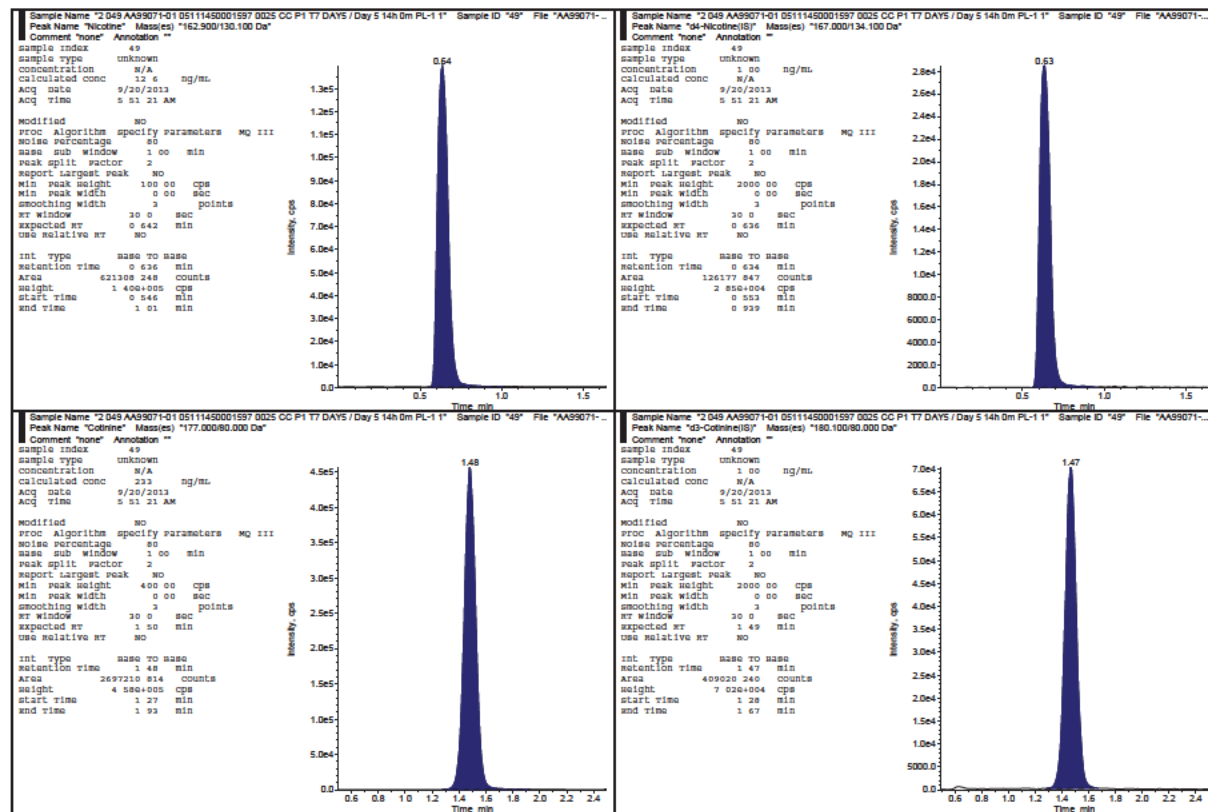 Sample Name "2 049 AA99071-01 05111450001597 0025 CC P1 T7 DAY5 / Day 5 14h 0m PL-1 1" Sample ID "49" File "AA99071-...
Peak Name "Nicotine" Mass(es) "162.900/130.100 Da"
Comment "none" Annotation ""
Sample Index 49
Sample Type Unknown
Concentration N/A
Calculated Conc 12 6 ng/mL
Acq Date 9/20/2013
Acq Time 5 51 21 AM
Modified NO
Proc Algorithm Specify Parameters MQ III
Noise Percentage 80
Base Sub Window 1 00 min
Peak Split Factor 2
Report Largest Peak NO
Min Peak Height 100 00 cps
Min Peak Width 0 00 sec
Smoothing Width 3 points
RT Window 30 0 sec
Expected RT 0 642 min
Use Relative RT NO
Int Type Base To Base
Retention Time 0 636 min
Area 621308 248 counts
Height 1 40e+005 cps
Start Time 0 546 min
End Time 1 01 min
0.64
Intensity, cps
1.3e5
1.2e5
1.1e5
1.0e5
9.0e4
8.0e4
7.0e4
6.0e4
5.0e4
4.0e4
3.0e4
2.0e4
1.0e4
0.0
0.5 1.0 1.5
Time min
Sample Name "2 049 AA99071-01 05111450001597 0025 CC P1 T7 DAY5 / Day 5 14h 0m PL-1 1" Sample ID "49" File "AA99071-...
Peak Name "d4-Nicotine(IS)" Mass(es) "167.000/134.100 Da"
Comment "none" Annotation ""
Sample Index 49
Sample Type Unknown
Concentration 1 00 ng/mL
Calculated Conc N/A
Acq Date 9/20/2013
Acq Time 5 51 21 AM
Modified NO
Proc Algorithm Specify Parameters MQ III
Noise Percentage 80
Base Sub Window 1 00 min
Peak Split Factor 2
Report Largest Peak NO
Min Peak Height 2000 00 cps
Min Peak Width 0 00 sec
Smoothing Width 3 points
RT Window 30 0 sec
Expected RT 0 636 min
Use Relative RT NO
Int Type Base To Base
Retention Time 0 634 min
Area 126177 847 counts
Height 2 85e+004 cps
Start Time 0 553 min
End Time 0 939 min
0.63
Intensity, cps
2.8e4
2.6e4
2.4e4
2.2e4
2.0e4
1.8e4
1.6e4
1.4e4
1.2e4
1.0e4
8000.0
6000.0
4000.0
2000.0
0.0
0.5 1.0 1.5
Time min
Sample Name "2 049 AA99071-01 05111450001597 0025 CC P1 T7 DAY5 / Day 5 14h 0m PL-1 1" Sample ID "49" File "AA99071-...
Peak Name "Cotinine" Mass(es) "177.000/80.000 Da"
Comment "none" Annotation ""
Sample Index 49
Sample Type Unknown
Concentration N/A
Calculated Conc 233 ng/mL
Acq Date 9/20/2013
Acq Time 5 51 21 AM
Modified NO
Proc Algorithm Specify Parameters MQ III
Noise Percentage 80
Base Sub Window 1 00 min
Peak Split Factor 2
Report Largest Peak NO
Min Peak Height 400 00 cps
Min Peak Width 0 00 sec
Smoothing Width 3 points
RT Window 30 0 sec
Expected RT 1 50 min
Use Relative RT NO
Int Type Base To Base
Retention Time 1 48 min
Area 2697210 814 counts
Height 4 58e+005 cps
Start Time 1 27 min
End Time 1 93 min
1.48
Intensity, cps
4.5e5
4.0e5
3.5e5
3.0e5
2.5e5
2.0e5
1.5e5
1.0e5
5.0e4
0.0
0.6 0.8 1.0 1.2 1.4 1.6 1.8 2.0 2.2 2.4
Time min
Sample Name "2 049 AA99071-01 05111450001597 0025 CC P1 T7 DAY5 / Day 5 14h 0m PL-1 1" Sample ID "49" File "AA99071-...
Peak Name "d3-Cotinine(IS)" Mass(es) "180.100/80.000 Da"
Comment "none" Annotation ""
Sample Index 49
Sample Type Unknown
Concentration 1 00 ng/mL
Calculated Conc N/A
Acq Date 9/20/2013
Acq Time 5 51 21 AM
Modified NO
Proc Algorithm Specify Parameters MQ III
Noise Percentage 80
Base Sub Window 1 00 min
Peak Split Factor 2
Report Largest Peak NO
Min Peak Height 2000 00 cps
Min Peak Width 0 00 sec
Smoothing Width 3 points
RT Window 30 0 sec
Expected RT 1 49 min
Use Relative RT NO
Int Type Base To Base
Retention Time 1 47 min
Area 409020 240 counts
Height 7 02e+004 cps
Start Time 1 28 min
End Time 1 67 min
1.47
Intensity, cps
7.0e4
6.5e4
6.0e4
5.5e4
5.0e4
4.5e4
4.0e4
3.5e4
3.0e4
2.5e4
2.0e4
1.5e4
1.0e4
5000.0
0.0
0.6 0.8 1.0 1.2 1.4 1.6 1.8 2.0 2.2 2.4
Time min